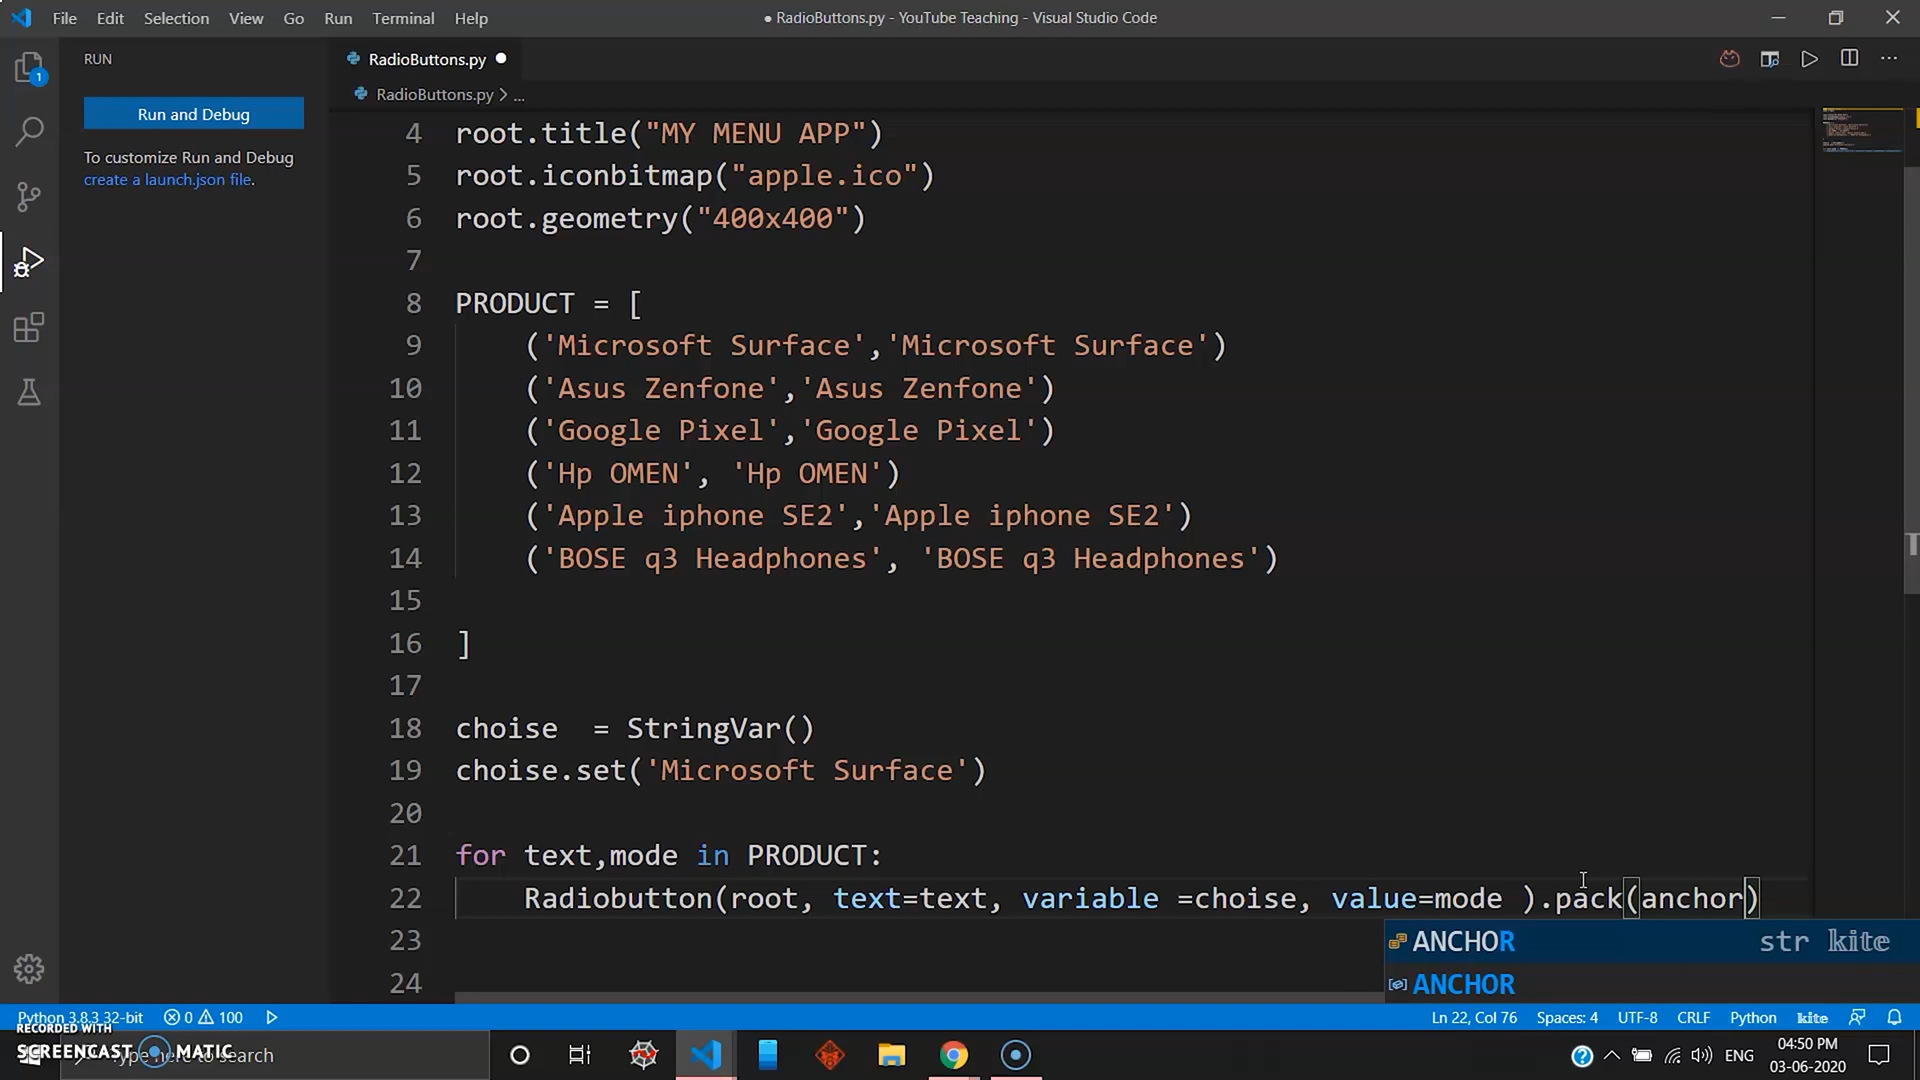 File Edit Selection View Go Run Terminal Help
● RadioButtons.py - YouTube Teaching - Visual Studio Code
RUN
RadioButtons.py ●
RadioButtons.py > ...
1
Run and Debug
To customize Run and Debug
create a launch.json file.
4 root.title("MY MENU APP")
5 root.iconbitmap("apple.ico")
6 root.geometry("400x400")
7
8 PRODUCT = [
9 ('Microsoft Surface','Microsoft Surface')
10 ('Asus Zenfone','Asus Zenfone')
11 ('Google Pixel','Google Pixel')
12 ('Hp OMEN', 'Hp OMEN')
13 ('Apple iphone SE2','Apple iphone SE2')
14 ('BOSE q3 Headphones', 'BOSE q3 Headphones')
15
16 ]
17
18 choise  = StringVar()
19 choise.set('Microsoft Surface')
20
21 for text,mode in PRODUCT:
22 Radiobutton(root, text=text, variable =choise, value=mode ).pack(anchor)
23
24
ANCHOR str kite
ANCHOR
Python 3.8.3 32-bit 0 100 Ln 22, Col 76 Spaces: 4 UTF-8 CRLF Python kite
RECORDED WITH
SCREENCAST MATIC
Type here to search
ENG
04:50 PM
03-06-2020